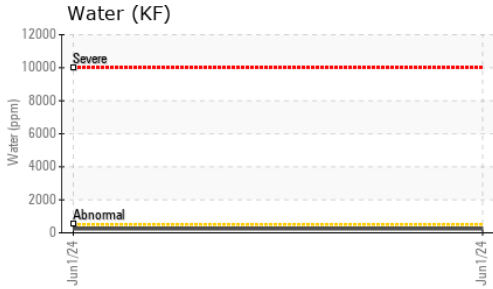 Water (KF)
12000
Severe
10000
8000
Water (ppm)
6000
4000
2000
Abnormal
0
Jun1/24
Jun1/24